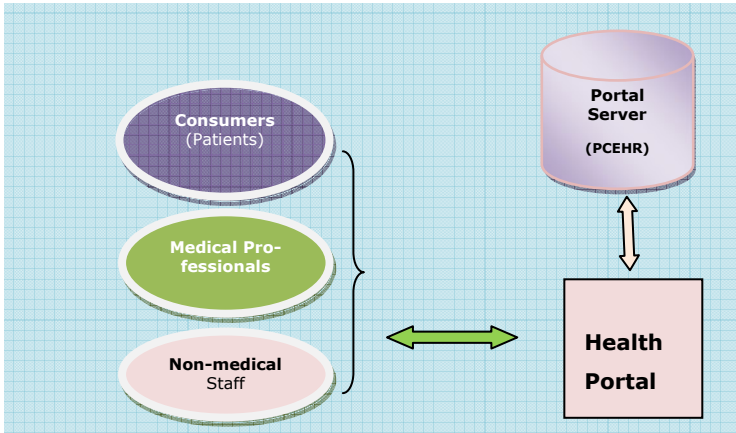 Consumers
(Patients)
Medical Pro-
fessionals
Non-medical
Staff
Portal
Server
(PCEHR)
Health
Portal